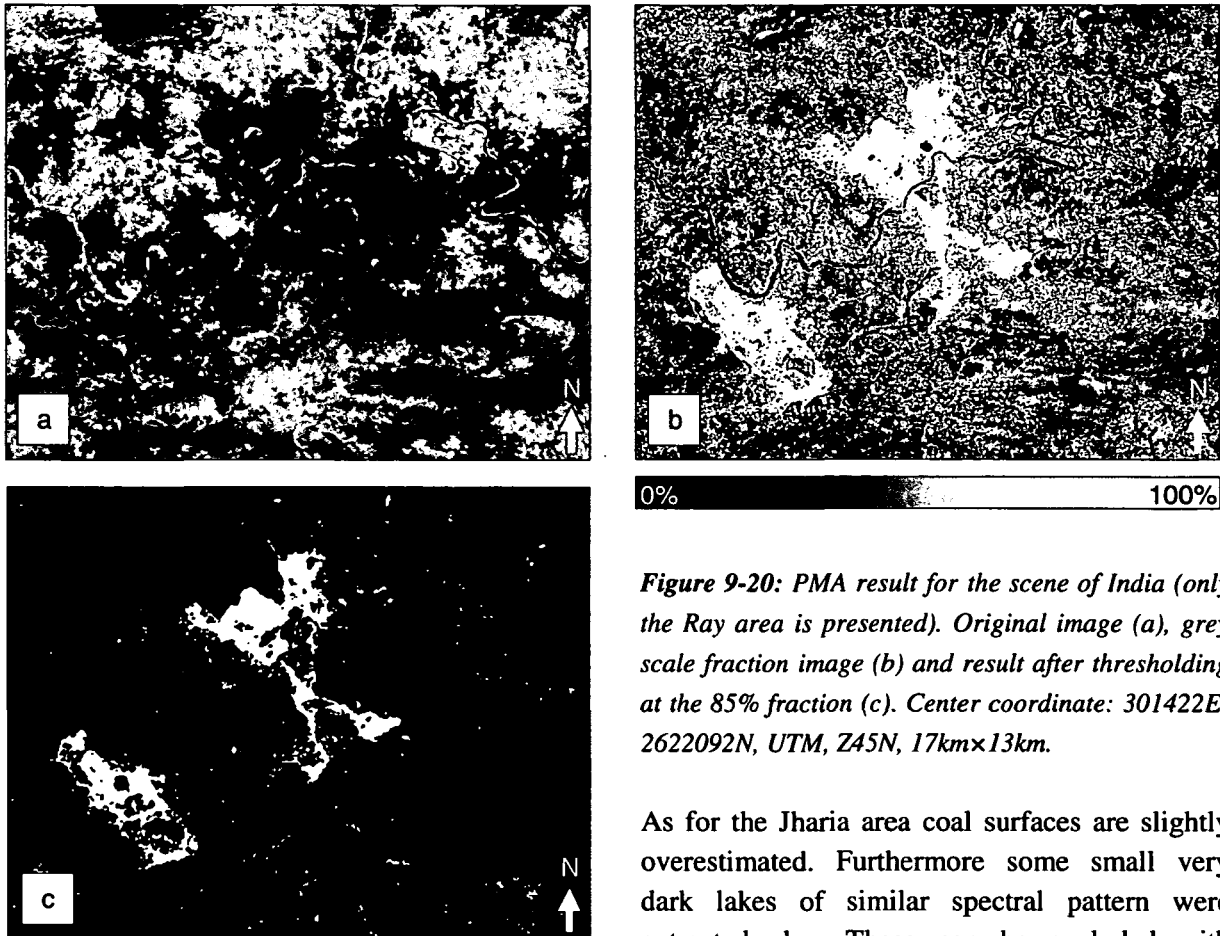 N
a
N
b
0% 100%
N
c
Figure 9-20: PMA result for the scene of India (only
the Ray area is presented). Original image (a), grey
scale fraction image (b) and result after thresholding
at the 85% fraction (c). Center coordinate: 301422E
2622092N, UTM, Z45N, 17km×13km.
As for the Jharia area coal surfaces are slightly
overestimated. Furthermore some small very
dark lakes of similar spectral pattern were